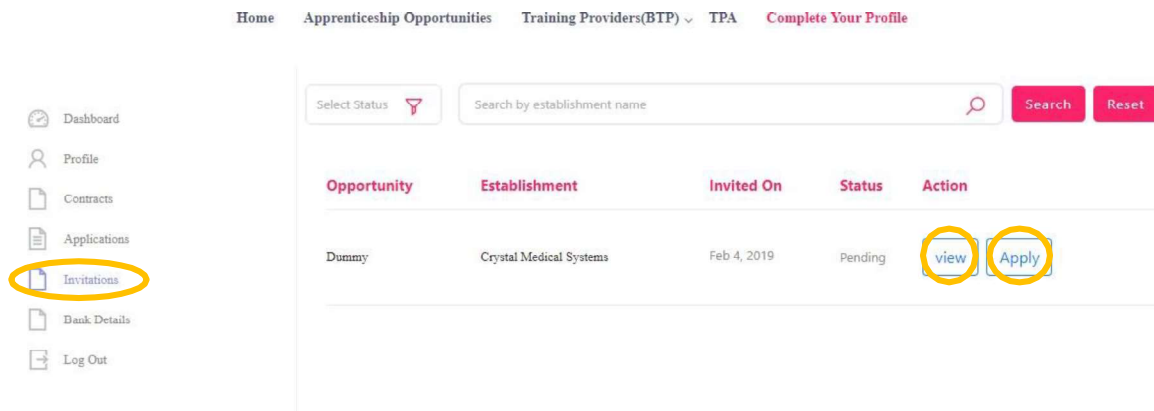 Home Apprenticeship Opportunities Training Providers(BTP) TPA Complete Your Profile
Select Status Search by establishment name Search Reset
Dashboard
Profile
Contracts
Applications
Invitations
Bank Details
Log Out
Opportunity Establishment Invited On Status Action
Dummy Crystal Medical Systems Feb 4, 2019 Pending view Apply